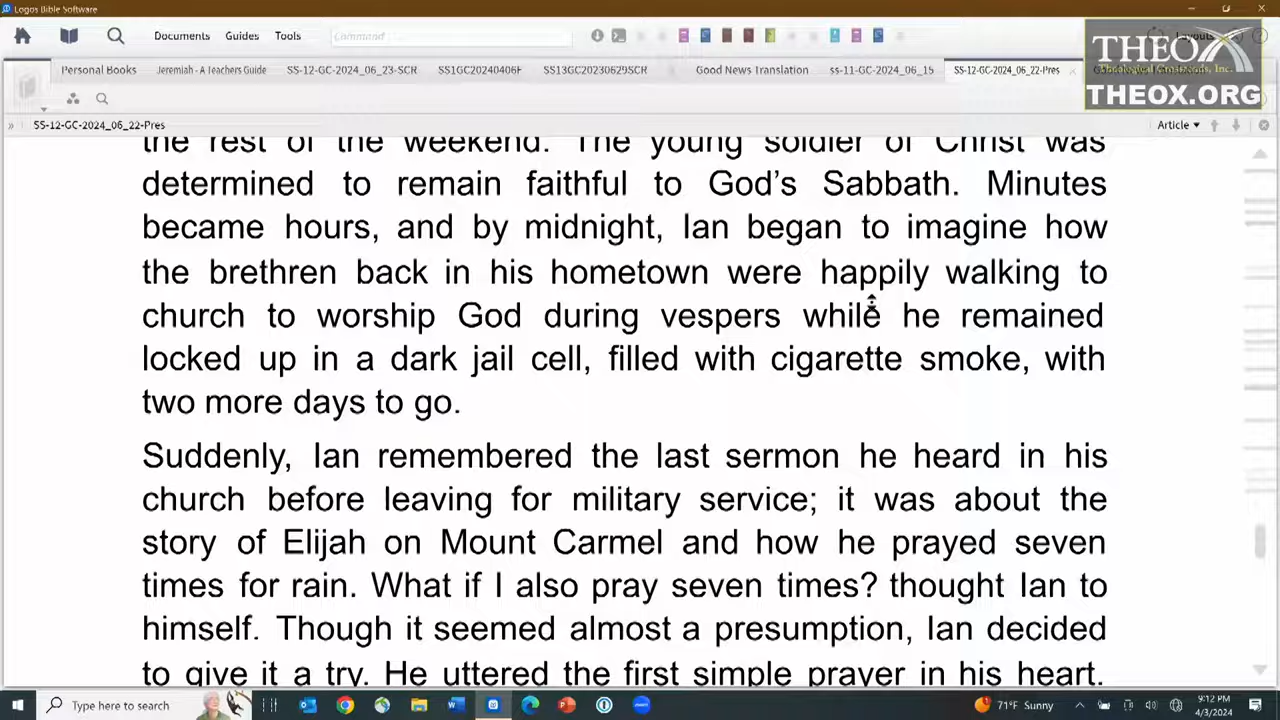 Logos Bible Software
Documents Guides Tools Command
Layouts
THEOX
Theological Crossroads, Inc.
THEOX.ORG
Personal Books Jeremiah - A Teachers Guide SS-12-GC-2024_06_23-SCR SS13GC20230629SCR Good News Translation ss-11-GC-2024_06_15 SS-12-GC-2024_06_22-Pres
SS-12-GC-2024_06_22-Pres Article
the rest of the weekend. The young soldier of Christ was
determined to remain faithful to God’s Sabbath. Minutes
became hours, and by midnight, Ian began to imagine how
the brethren back in his hometown were happily walking to
church to worship God during vespers while he remained
locked up in a dark jail cell, filled with cigarette smoke, with
two more days to go.
Suddenly, Ian remembered the last sermon he heard in his
church before leaving for military service; it was about the
story of Elijah on Mount Carmel and how he prayed seven
times for rain. What if I also pray seven times? thought Ian to
himself. Though it seemed almost a presumption, Ian decided
to give it a try. He uttered the first simple prayer in his heart.
Type here to search
71°F Sunny
9:12 PM
4/3/2024